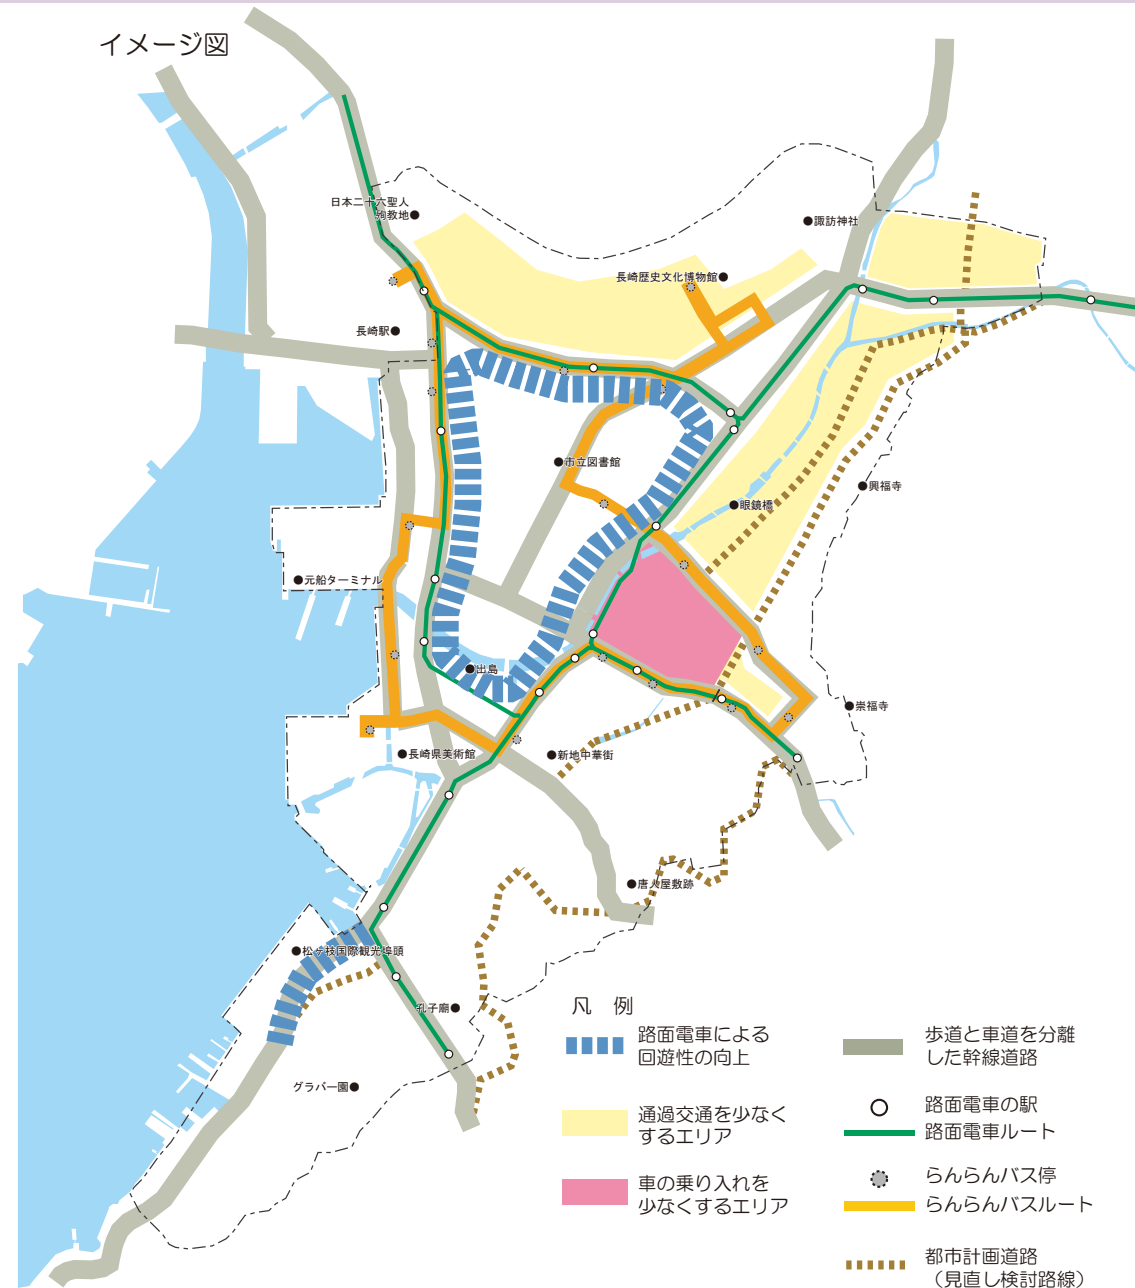 イメージ図
日本二十六聖人
殉教地
諏訪神社
長崎歴史文化博物館
長崎駅
市立図書館
興福寺
眼鏡橋
元船ターミナル
出島
崇福寺
長崎県美術館
新地中華街
唐人屋敷跡
松ヶ枝国際観光埠頭
孔子廟
グラバー園
凡 例
路面電車による
回遊性の向上
通過交通を少なく
するエリア
車の乗り入れを
少なくするエリア
歩道と車道を分離
した幹線道路
路面電車の駅
路面電車ルート
らんらんバス停
らんらんバスルート
都市計画道路
（見直し検討路線）